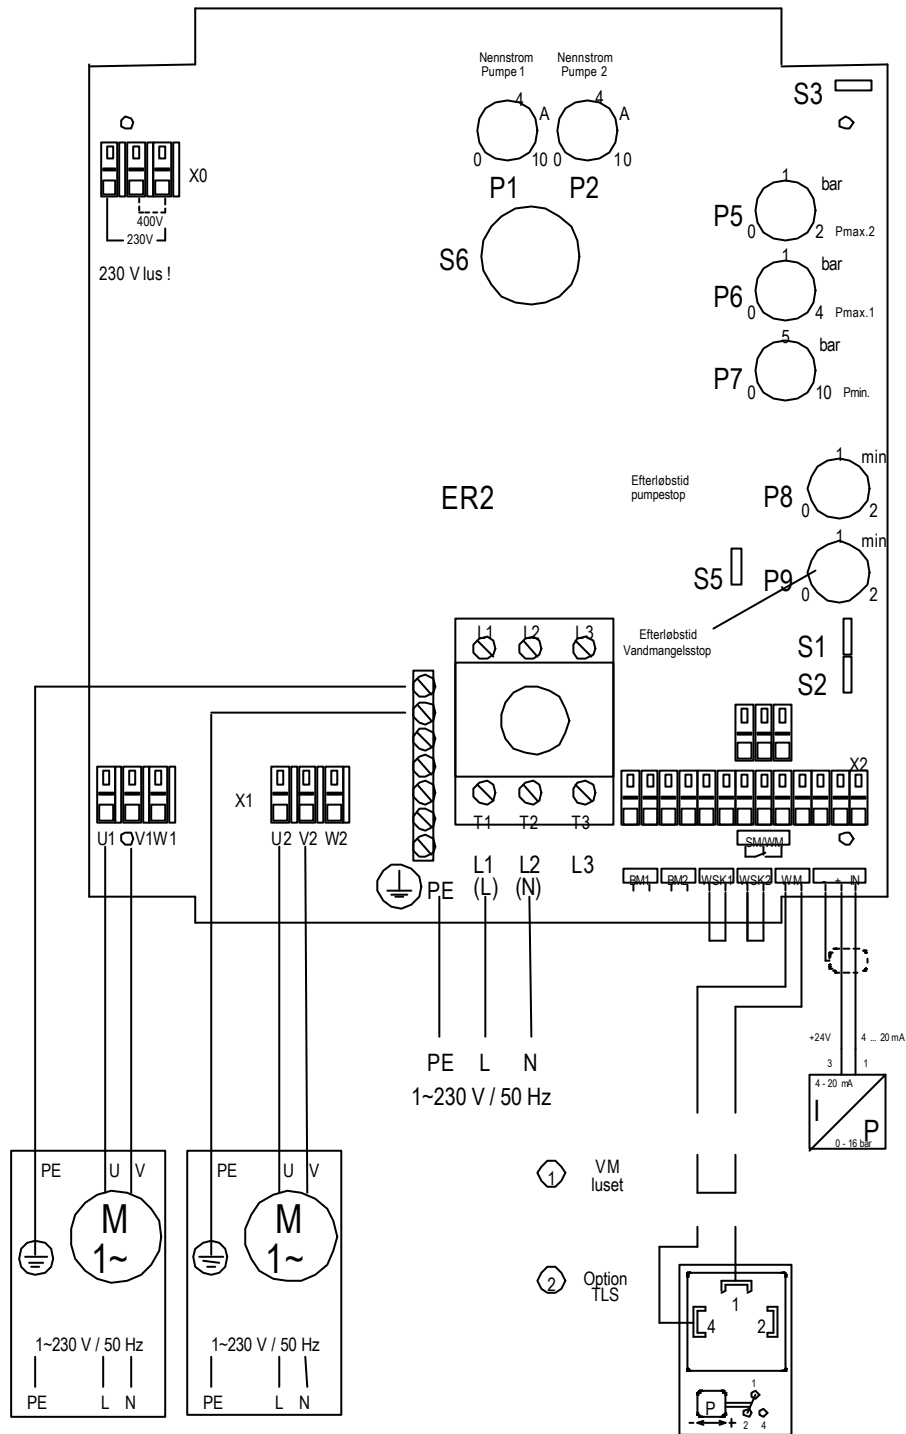 Nennstrom
Pumpe 1
Nennstrom
Pumpe 2
4 A
0 10
P1
4 A
0 10
P2
S3
X0
400V
230V
230 V lus !
S6
1 bar
P5
0 2 Pmax.2
1 bar
P6
0 4 Pmax.1
5 bar
P7
0 10 Pmin.
ER2
Efterløbstid
pumpestop
1 min
P8
0 2
S5
1 min
P9
0 2
Efterløbstid
Vandmangelsstop
S1
S2
L1 L2 L3
X2
X1
U1 V1 W1
U2 V2 W2
T1 T2 T3
SM/WM
PE
L1
(L)
L2
(N)
L3
BM1 BM2 WSK1 WSK2 WM - + IN
PE L N
1~230 V / 50 Hz
+24V 4 ... 20 mA
3 1
4 - 20 mA
I
P
0 - 16 bar
PE U V
M
1~
1~230 V / 50 Hz
PE L N
PE U V
M
1~
1~230 V / 50 Hz
PE L N
1 VM
luset
2 Option
TLS
1
4 2
P
- +
1
2 4